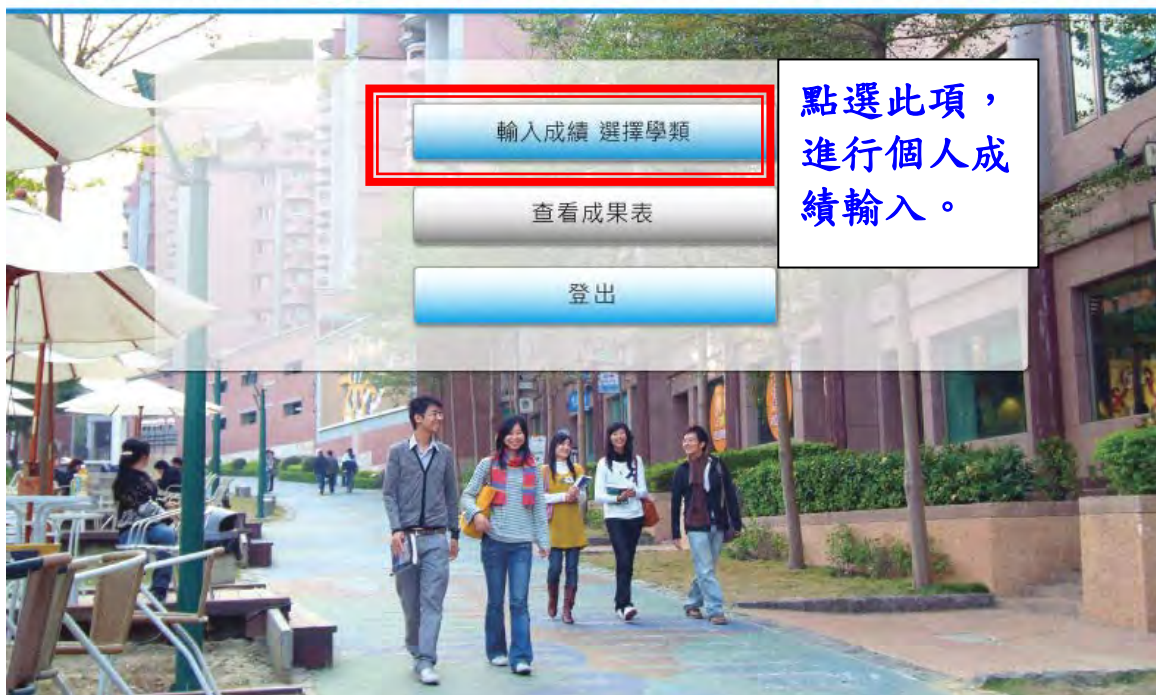 輸入成績 選擇學類
查看成果表
登出
點選此項，
進行個人成
績輸入。